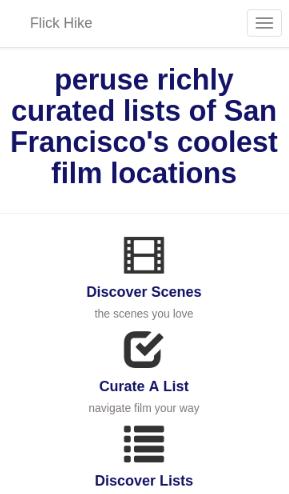 Flick Hike
peruse richly
curated lists of San
Francisco's coolest
film locations
Discover Scenes
the scenes you love
Curate A List
navigate film your way
Discover Lists